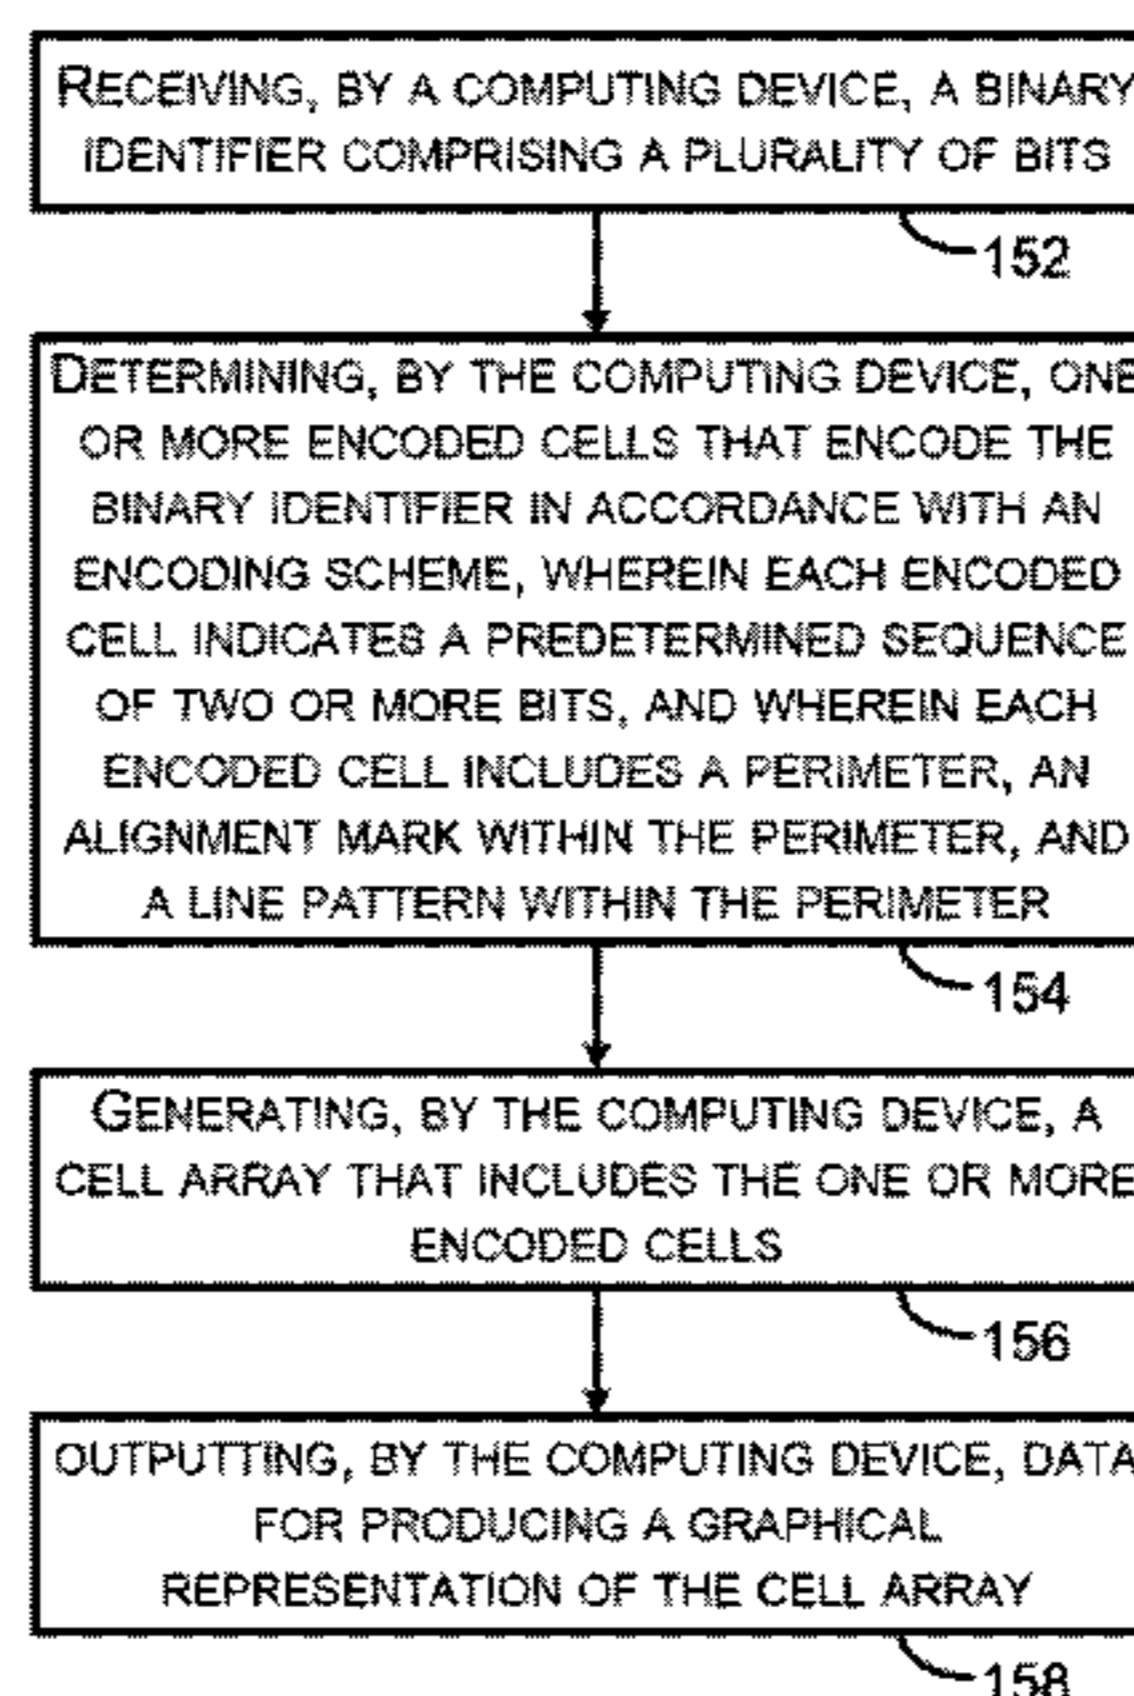 RECEIVING, BY A COMPUTING DEVICE, A BINARY
IDENTIFIER COMPRISING A PLURALITY OF BITS
152
DETERMINING, BY THE COMPUTING DEVICE, ONE
OR MORE ENCODED CELLS THAT ENCODE THE
BINARY IDENTIFIER IN ACCORDANCE WITH AN
ENCODING SCHEME, WHEREIN EACH ENCODED
CELL INDICATES A PREDETERMINED SEQUENCE
OF TWO OR MORE BITS, AND WHEREIN EACH
ENCODED CELL INCLUDES A PERIMETER, AN
ALIGNMENT MARK WITHIN THE PERIMETER, AND
A LINE PATTERN WITHIN THE PERIMETER
154
GENERATING, BY THE COMPUTING DEVICE, A
CELL ARRAY THAT INCLUDES THE ONE OR MORE
ENCODED CELLS
156
OUTPUTTING, BY THE COMPUTING DEVICE, DATA
FOR PRODUCING A GRAPHICAL
REPRESENTATION OF THE CELL ARRAY
158